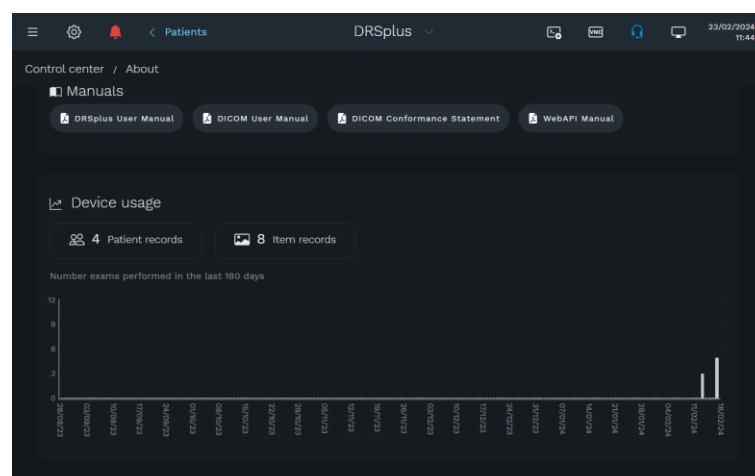 Patients
DRSplus
VNC
23/02/2024
11:44
Control center / About
Manuals
DRSplus User Manual
DICOM User Manual
DICOM Conformance Statement
WebAPI Manual
Device usage
4 Patient records
8 Item records
Number exams performed in the last 180 days
12
9
6
3
0
28/08/23
03/09/23
10/09/23
17/09/23
24/09/23
01/10/23
08/10/23
15/10/23
22/10/23
29/10/23
05/11/23
12/11/23
19/11/23
26/11/23
03/12/23
10/12/23
17/12/23
24/12/23
31/12/23
07/01/24
14/01/24
21/01/24
28/01/24
04/02/24
11/02/24
18/02/24